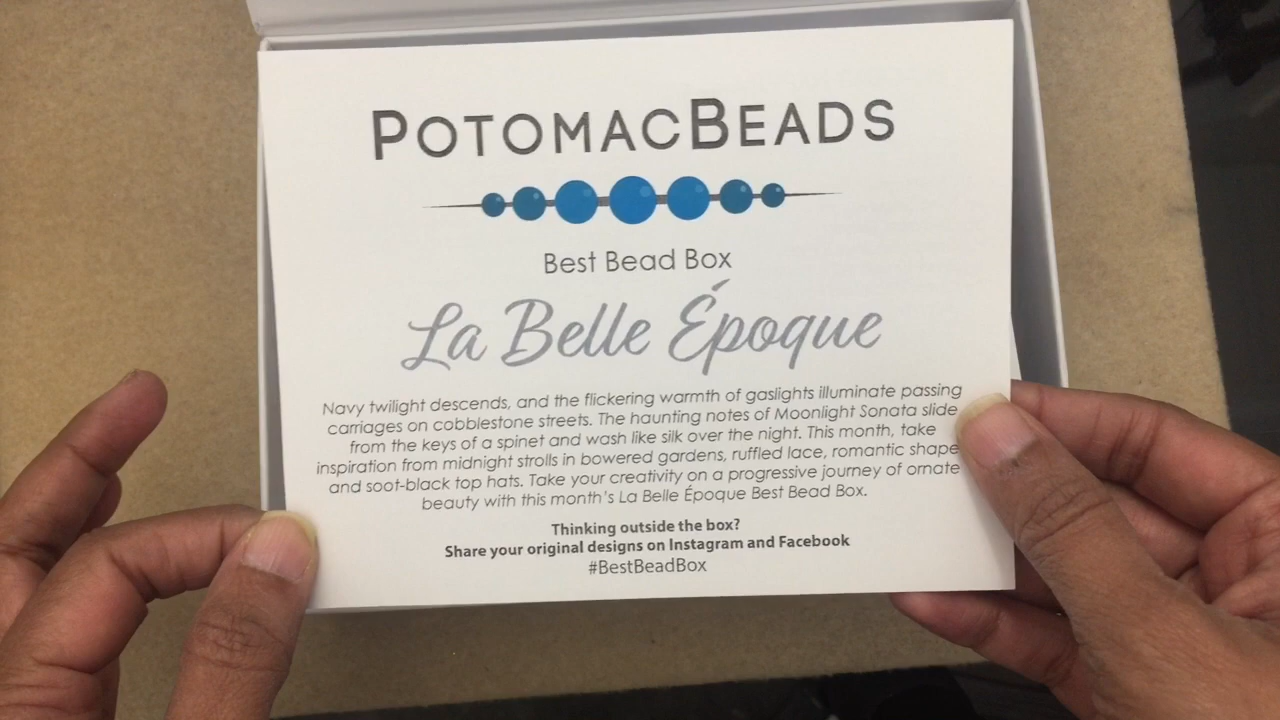 POTOMACBEADS
Best Bead Box
La Belle Époque
Navy twilight descends, and the flickering warmth of gaslights illuminate passing
carriages on cobblestone streets. The haunting notes of Moonlight Sonata slide
from the keys of a spinet and wash like silk over the night. This month, take
inspiration from midnight strolls in bowered gardens, ruffled lace, romantic shape
and soot-black top hats. Take your creativity on a progressive journey of ornate
beauty with this month's La Belle Époque Best Bead Box.
Thinking outside the box?
Share your original designs on Instagram and Facebook
#BestBeadBox